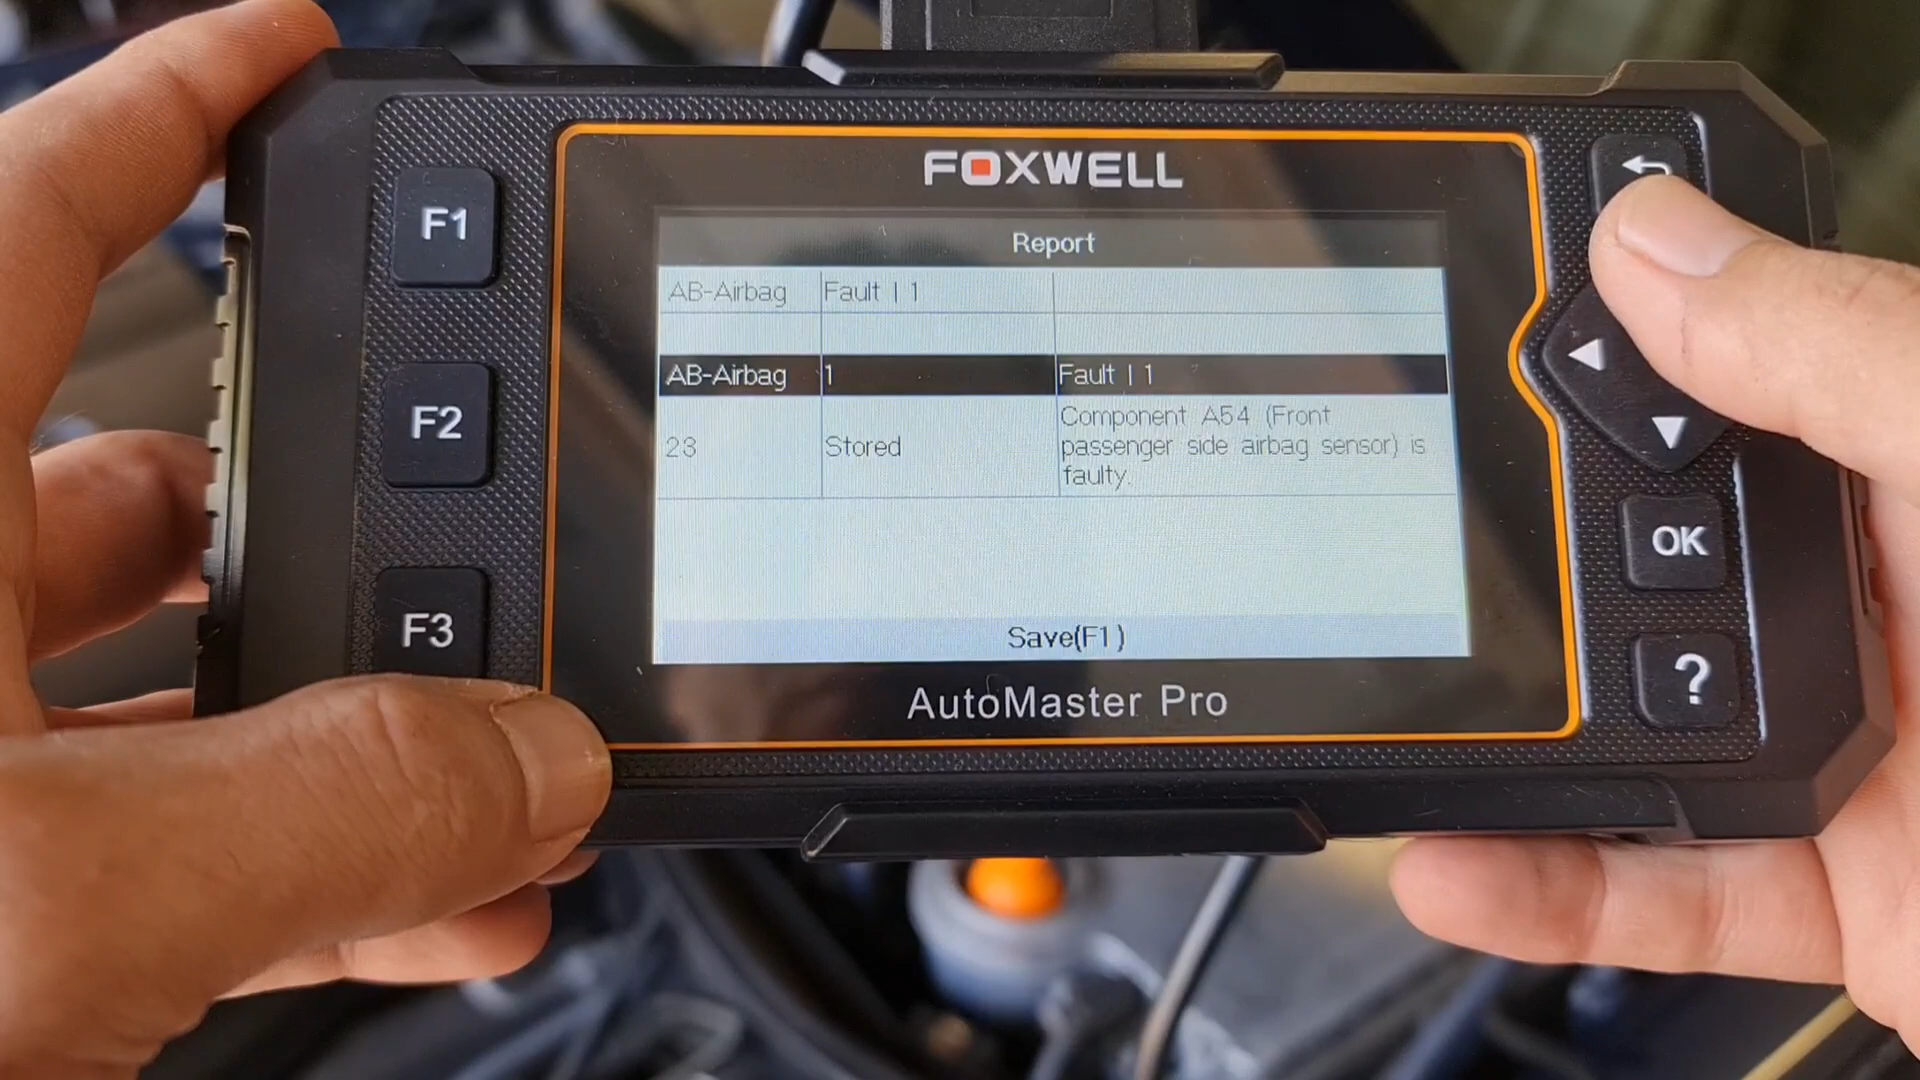 FOXWELL
Report
AB-Airbag Fault | 1
AB-Airbag 1 Fault | 1
23 Stored Component A54 (Front
passenger side airbag sensor) is
faulty.
Save(F1)
AutoMaster Pro
F1
F2
F3
OK
?